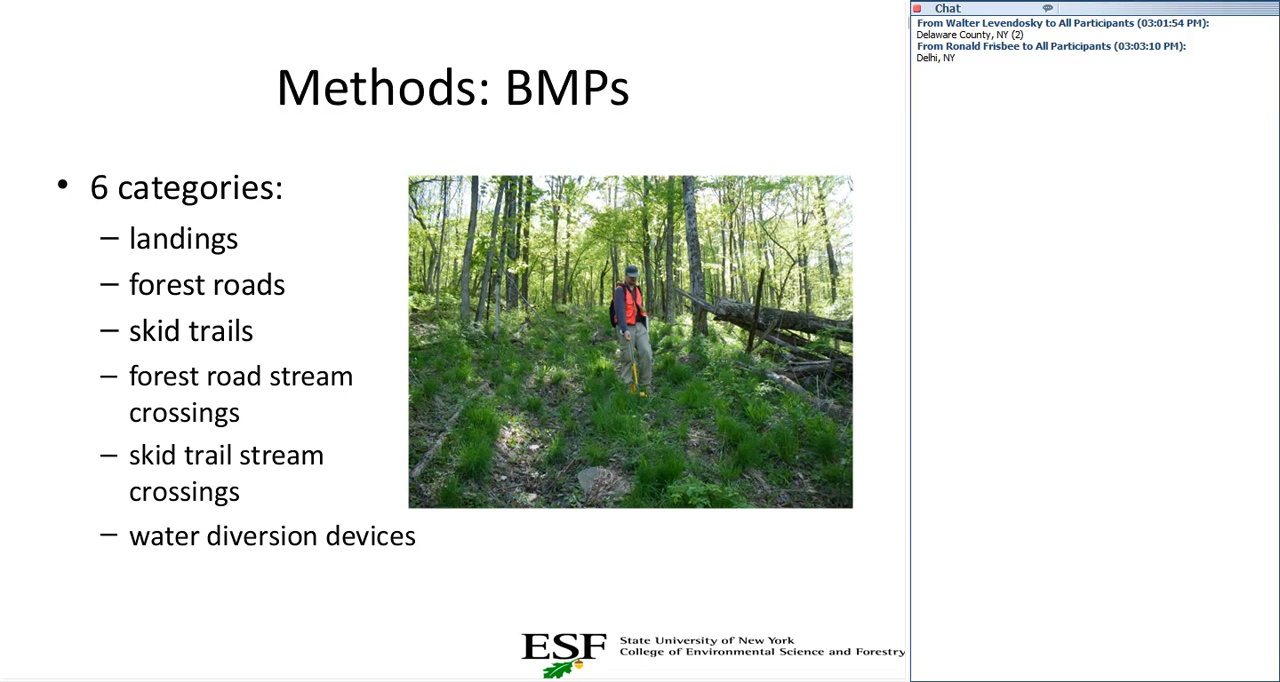 Methods: BMPs
• 6 categories:
– landings
– forest roads
– skid trails
– forest road stream
crossings
– skid trail stream
crossings
– water diversion devices
ESF
State University of New York
College of Environmental Science and Forestry
Chat
From Walter Levendosky to All Participants (03:01:54 PM):
Delaware County, NY (2)
From Ronald Frisbee to All Participants (03:03:10 PM):
Delhi, NY